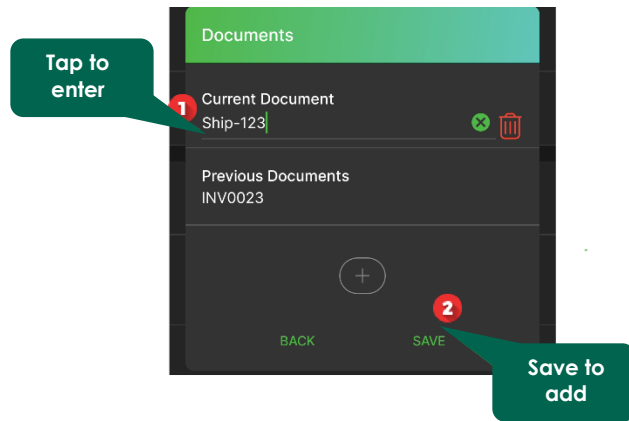 Documents
Tap to
enter
1
Current Document
Ship-123
Previous Documents
INV0023
+
2
BACK
SAVE
Save to
add